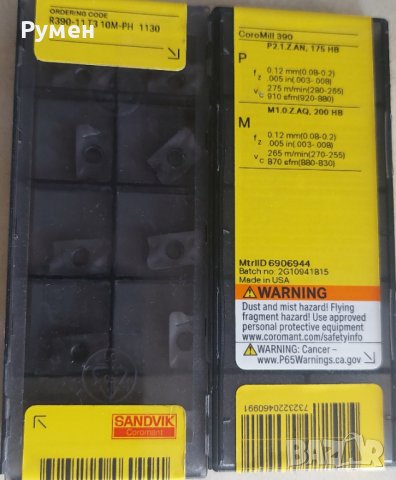 Румен
ORDERING CODE
R390-11 T3 10M-PH 1130
SANDVIK
Coromant
CoroMill 390
P2.1.Z.AN, 175 HB
P
fz 0.12 mm(0.08-0.2)
.005 in(.003-.008)
vc 275 m/min(280-265)
910 sfm(920-880)
M1.0.Z.AQ, 200 HB
M
fz 0.12 mm(0.08-0.2)
.005 in(.003-.008)
vc 265 m/min(270-255)
870 sfm(880-830)
MtrlID 6906944
Batch no. 2G10941815
Made in USA
WARNING
Dust and mist hazard! Flying
fragment hazard! Use approved
personal protective equipment
www.coromant.com/safetyinfo
WARNING: Cancer –
www.P65Warnings.ca.gov
7323220460991
BAZAR